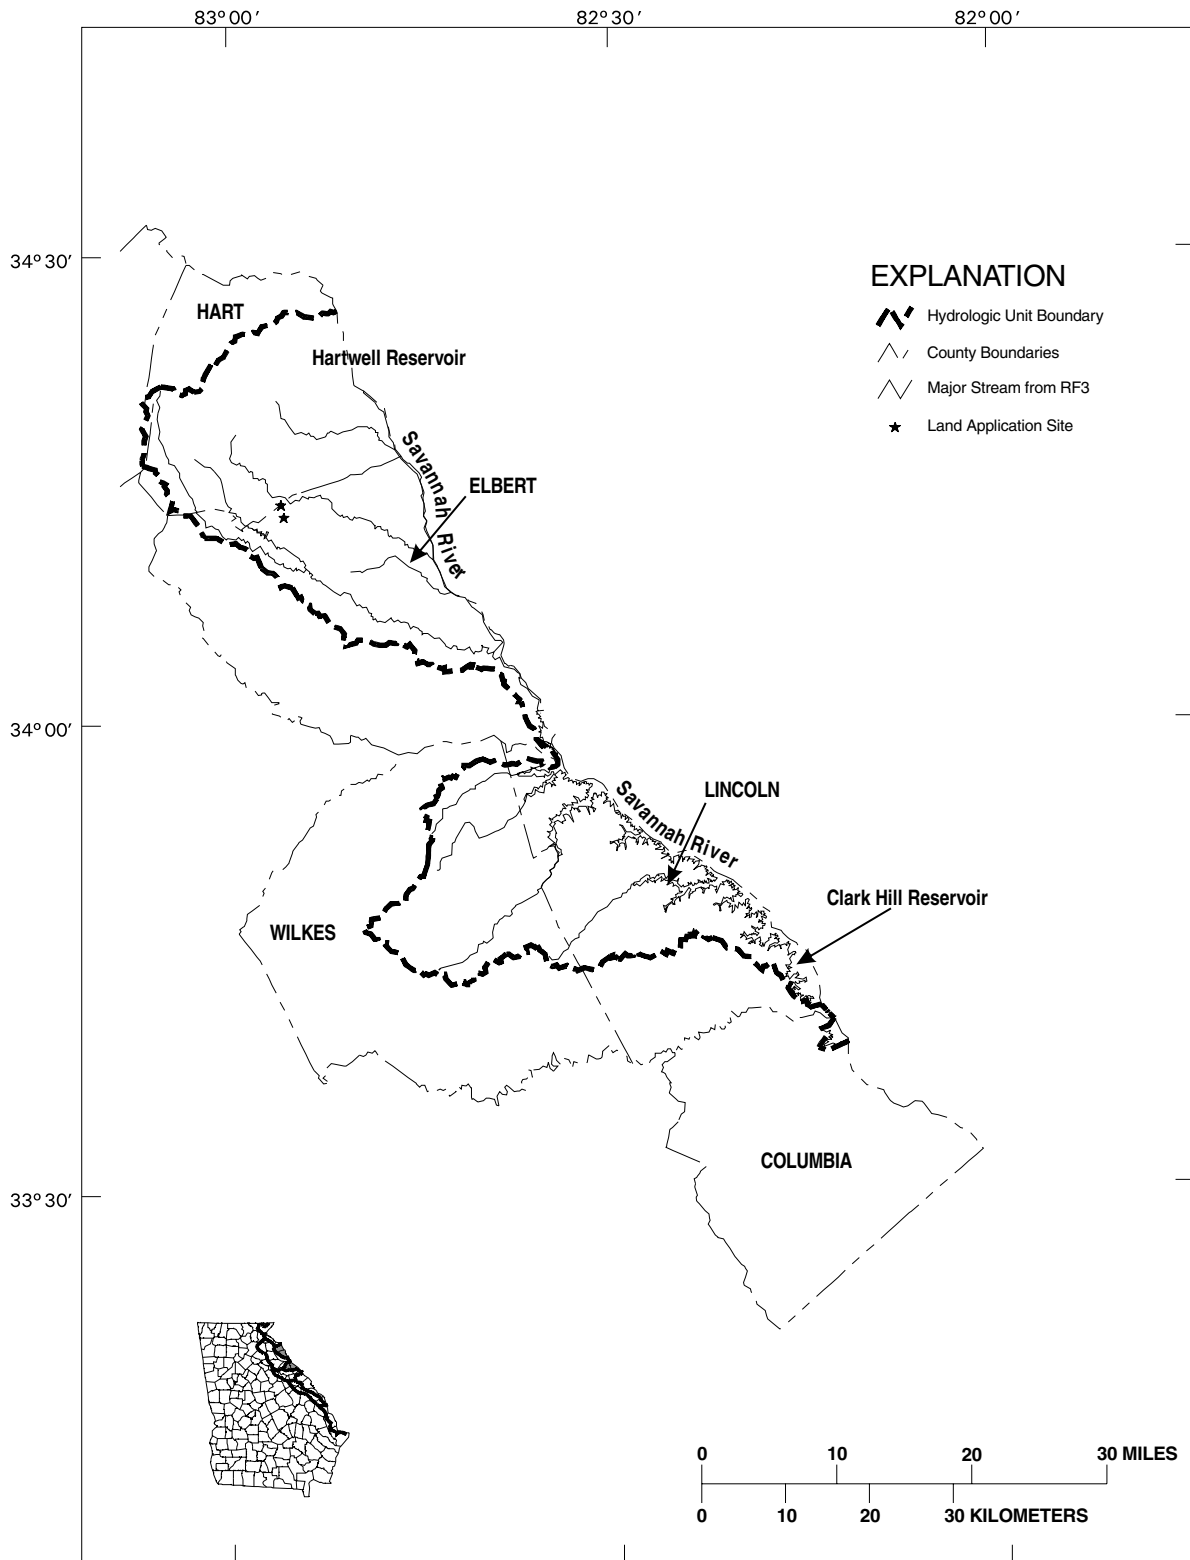 83°00'
82°30'
82°00'
34°30'
EXPLANATION
Hydrologic Unit Boundary
County Boundaries
Major Stream from RF3
Land Application Site
HART
Hartwell Reservoir
Savannah River
ELBERT
34°00'
Savannah River
LINCOLN
Clark Hill Reservoir
WILKES
COLUMBIA
33°30'
0 10 20 30 MILES
0 10 20 30 KILOMETERS